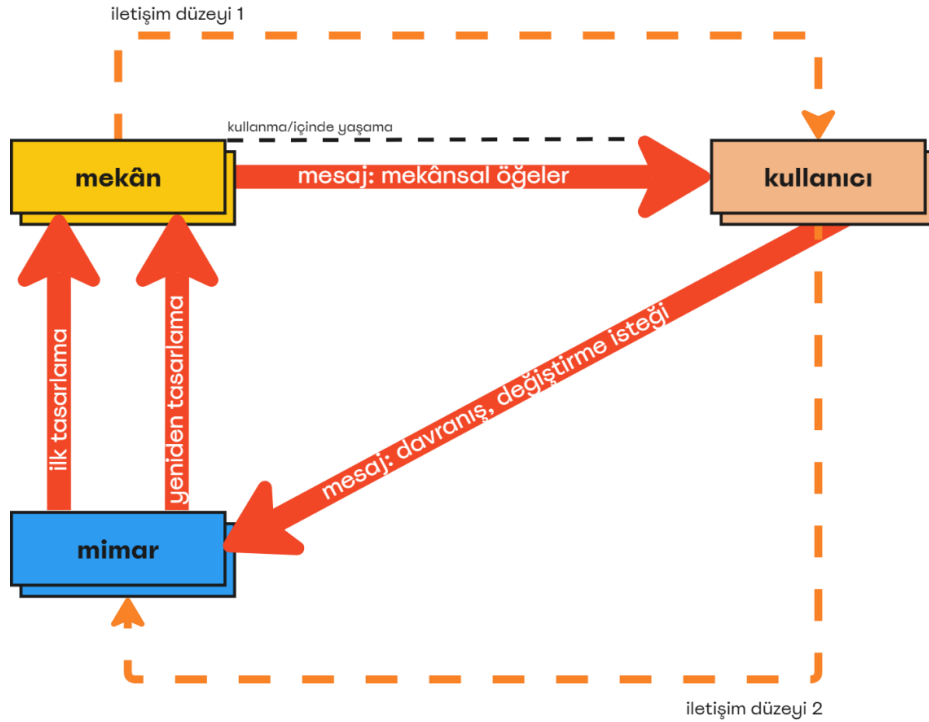 iletişim düzeyi 1
kullanma/içinde yaşama
mekân
mesaj: mekânsal öğeler
kullanıcı
ilk tasarlama
yeniden tasarlama
mesaj: davranış, değiştirme isteği
mimar
iletişim düzeyi 2